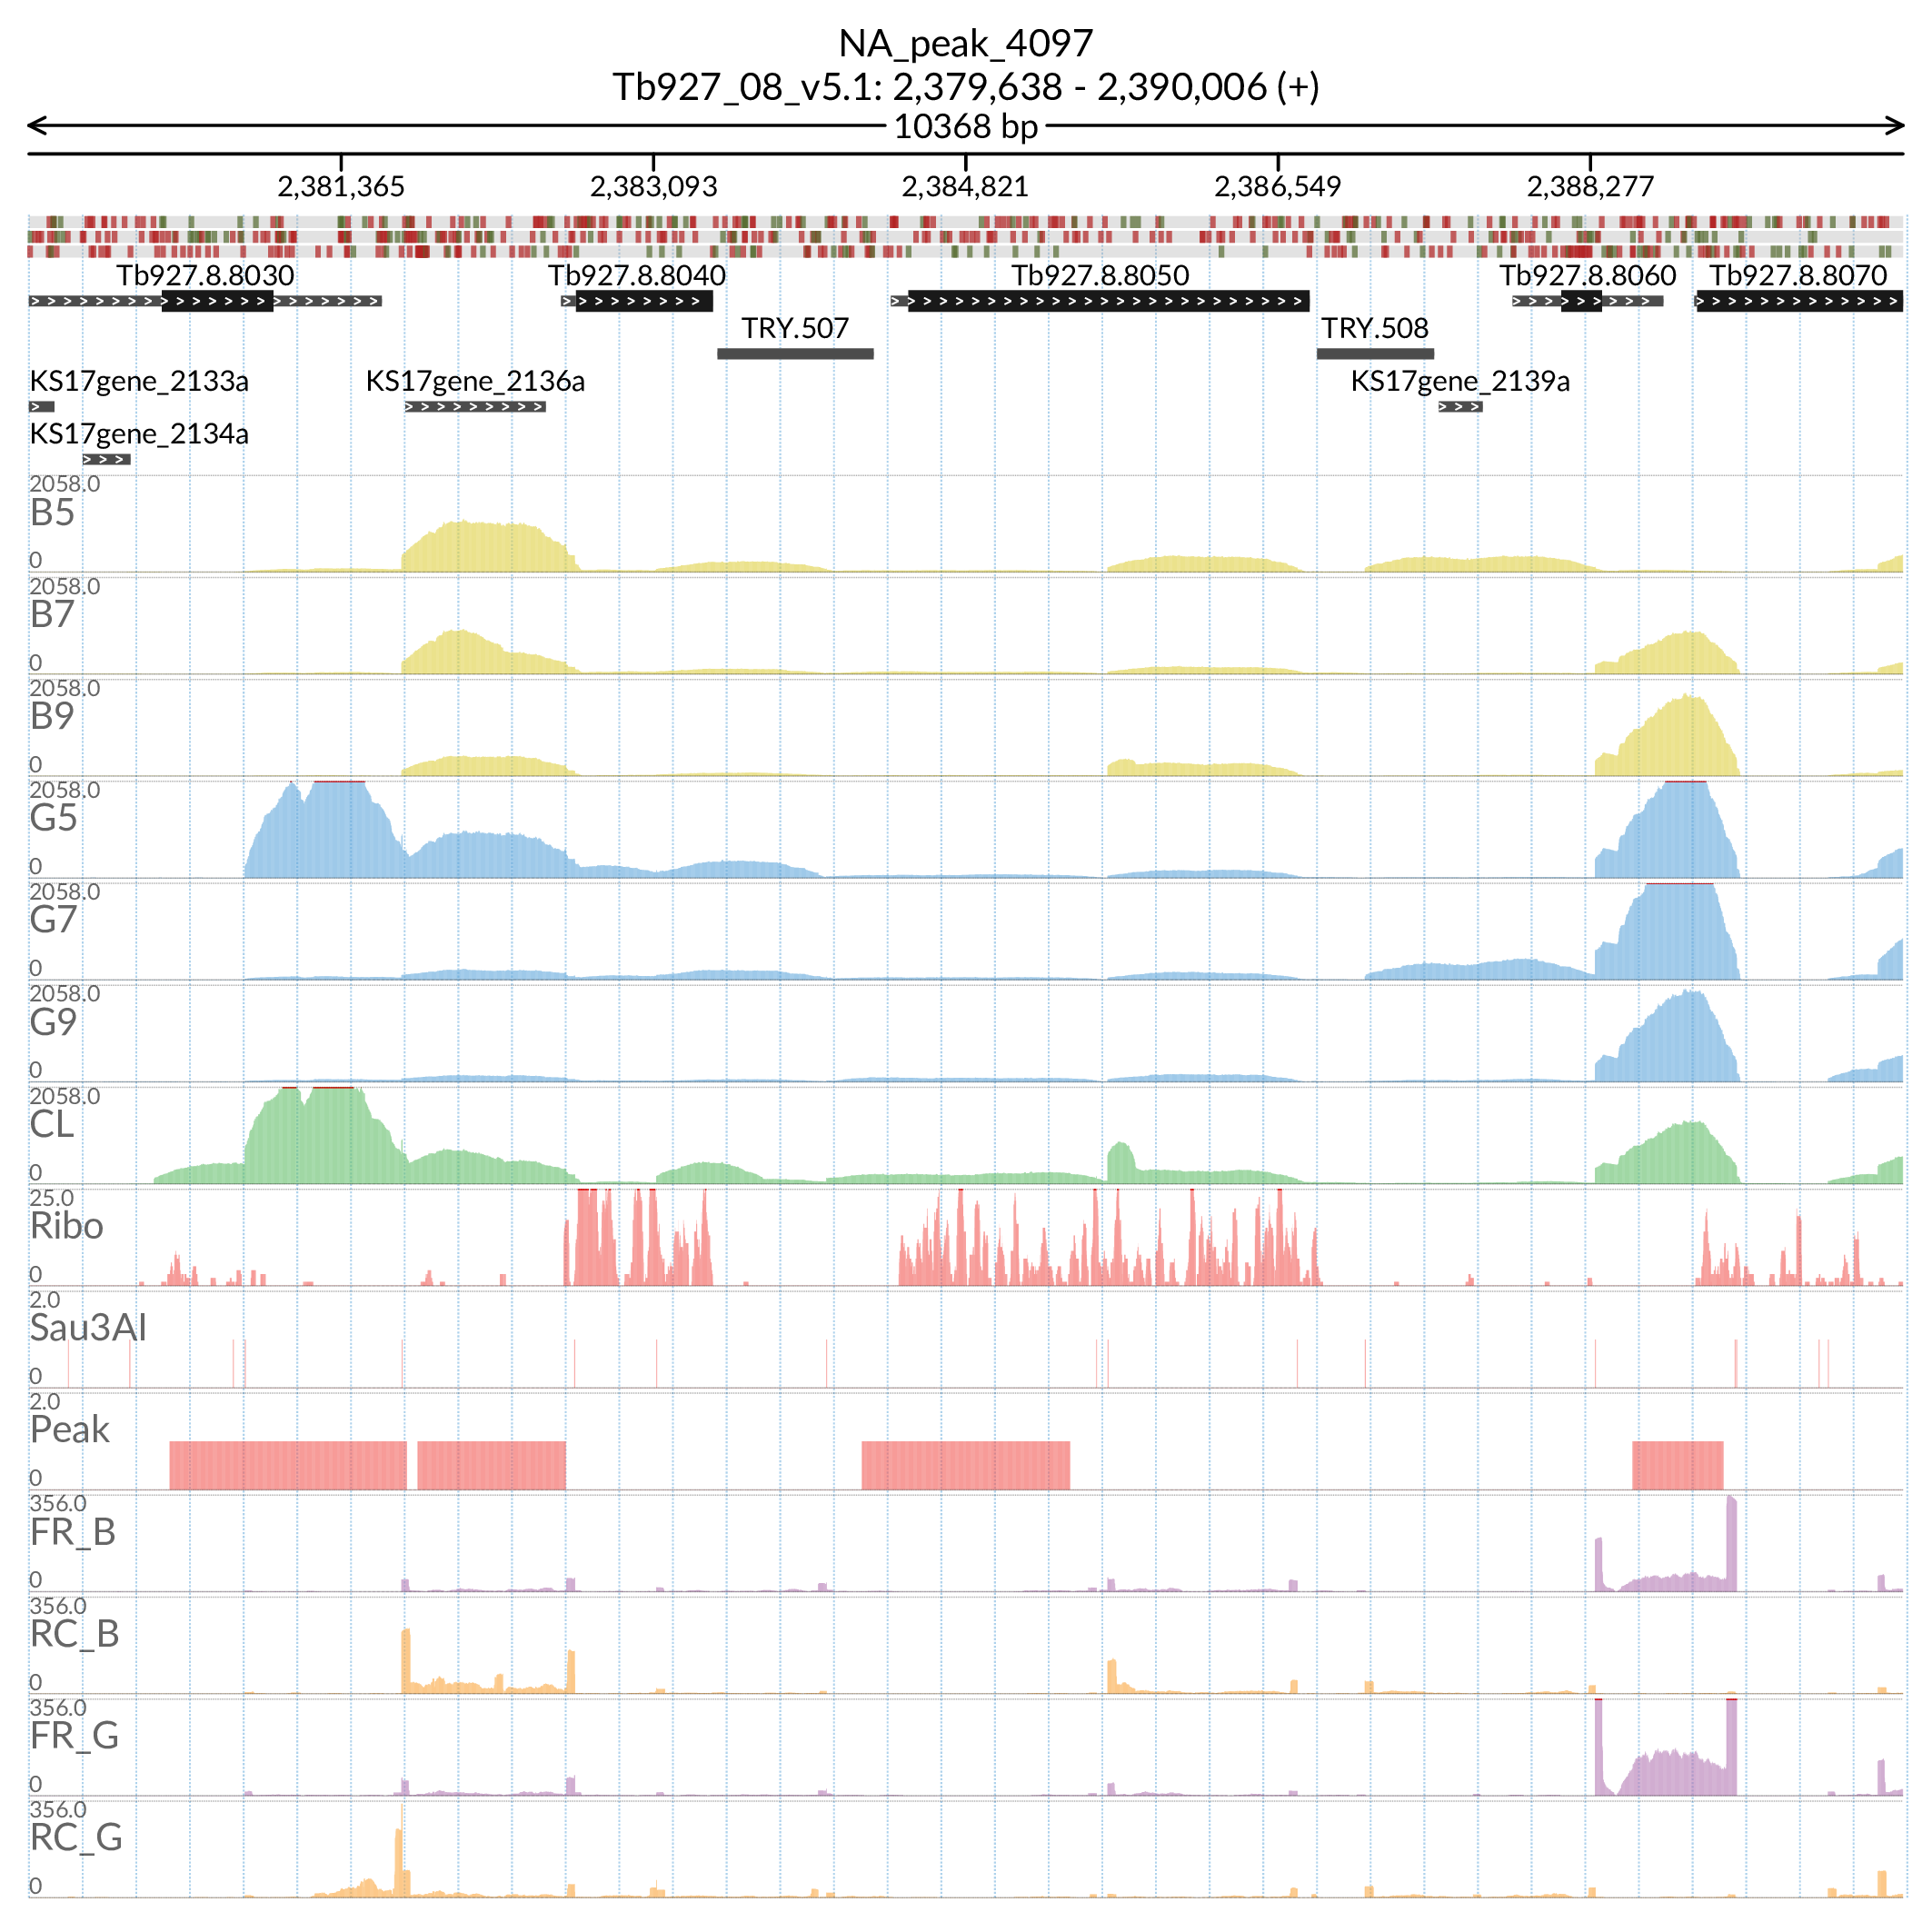 NA_peak_4097
Tb927_08_v5.1: 2,379,638 - 2,390,006 (+)
10368 bp
2,381,365 2,383,093 2,384,821 2,386,549 2,388,277
Tb927.8.8030 Tb927.8.8040 Tb927.8.8050 Tb927.8.8060 Tb927.8.8070
TRY.507 TRY.508
KS17gene_2133a KS17gene_2136a KS17gene_2139a
KS17gene_2134a
2058.0
B5
0
2058.0
B7
0
2058.0
B9
0
2058.0
G5
0
2058.0
G7
0
2058.0
G9
0
2058.0
CL
0
25.0
Ribo
0
2.0
Sau3AI
0
2.0
Peak
0
356.0
FR_B
0
356.0
RC_B
0
356.0
FR_G
0
356.0
RC_G
0